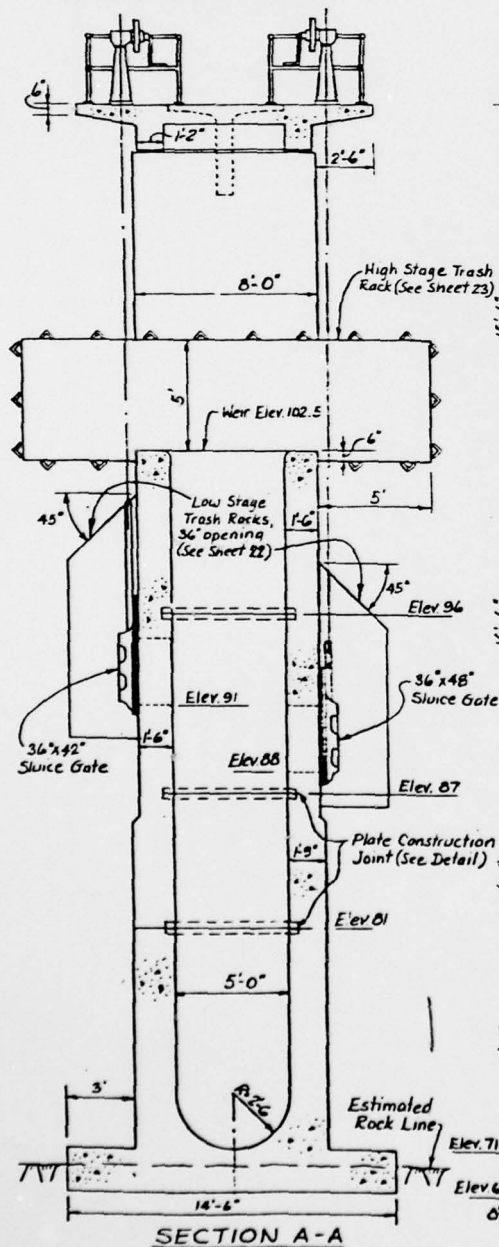 6"
1'-2"
2'-6"
High Stage Trash
Rack (See Sheet 23)
8'-0"
5'
Weir Elev. 102.5
6"
5'
Low Stage
Trash Racks,
36" opening
(See Sheet 22)
45°
1'-6"
45°
Elev. 96
36"x48"
Sluice Gate
Elev. 91
36"x42"
Sluice Gate
1'-6"
Elev. 88
Elev. 87
Plate Construction
Joint (See Detail)
1'-9"
Elev. 81
5'-0"
R=2'-6"
3'
Estimated
Rock Line
Elev. 71
Elev. 6
8'
14'-6"
SECTION A-A